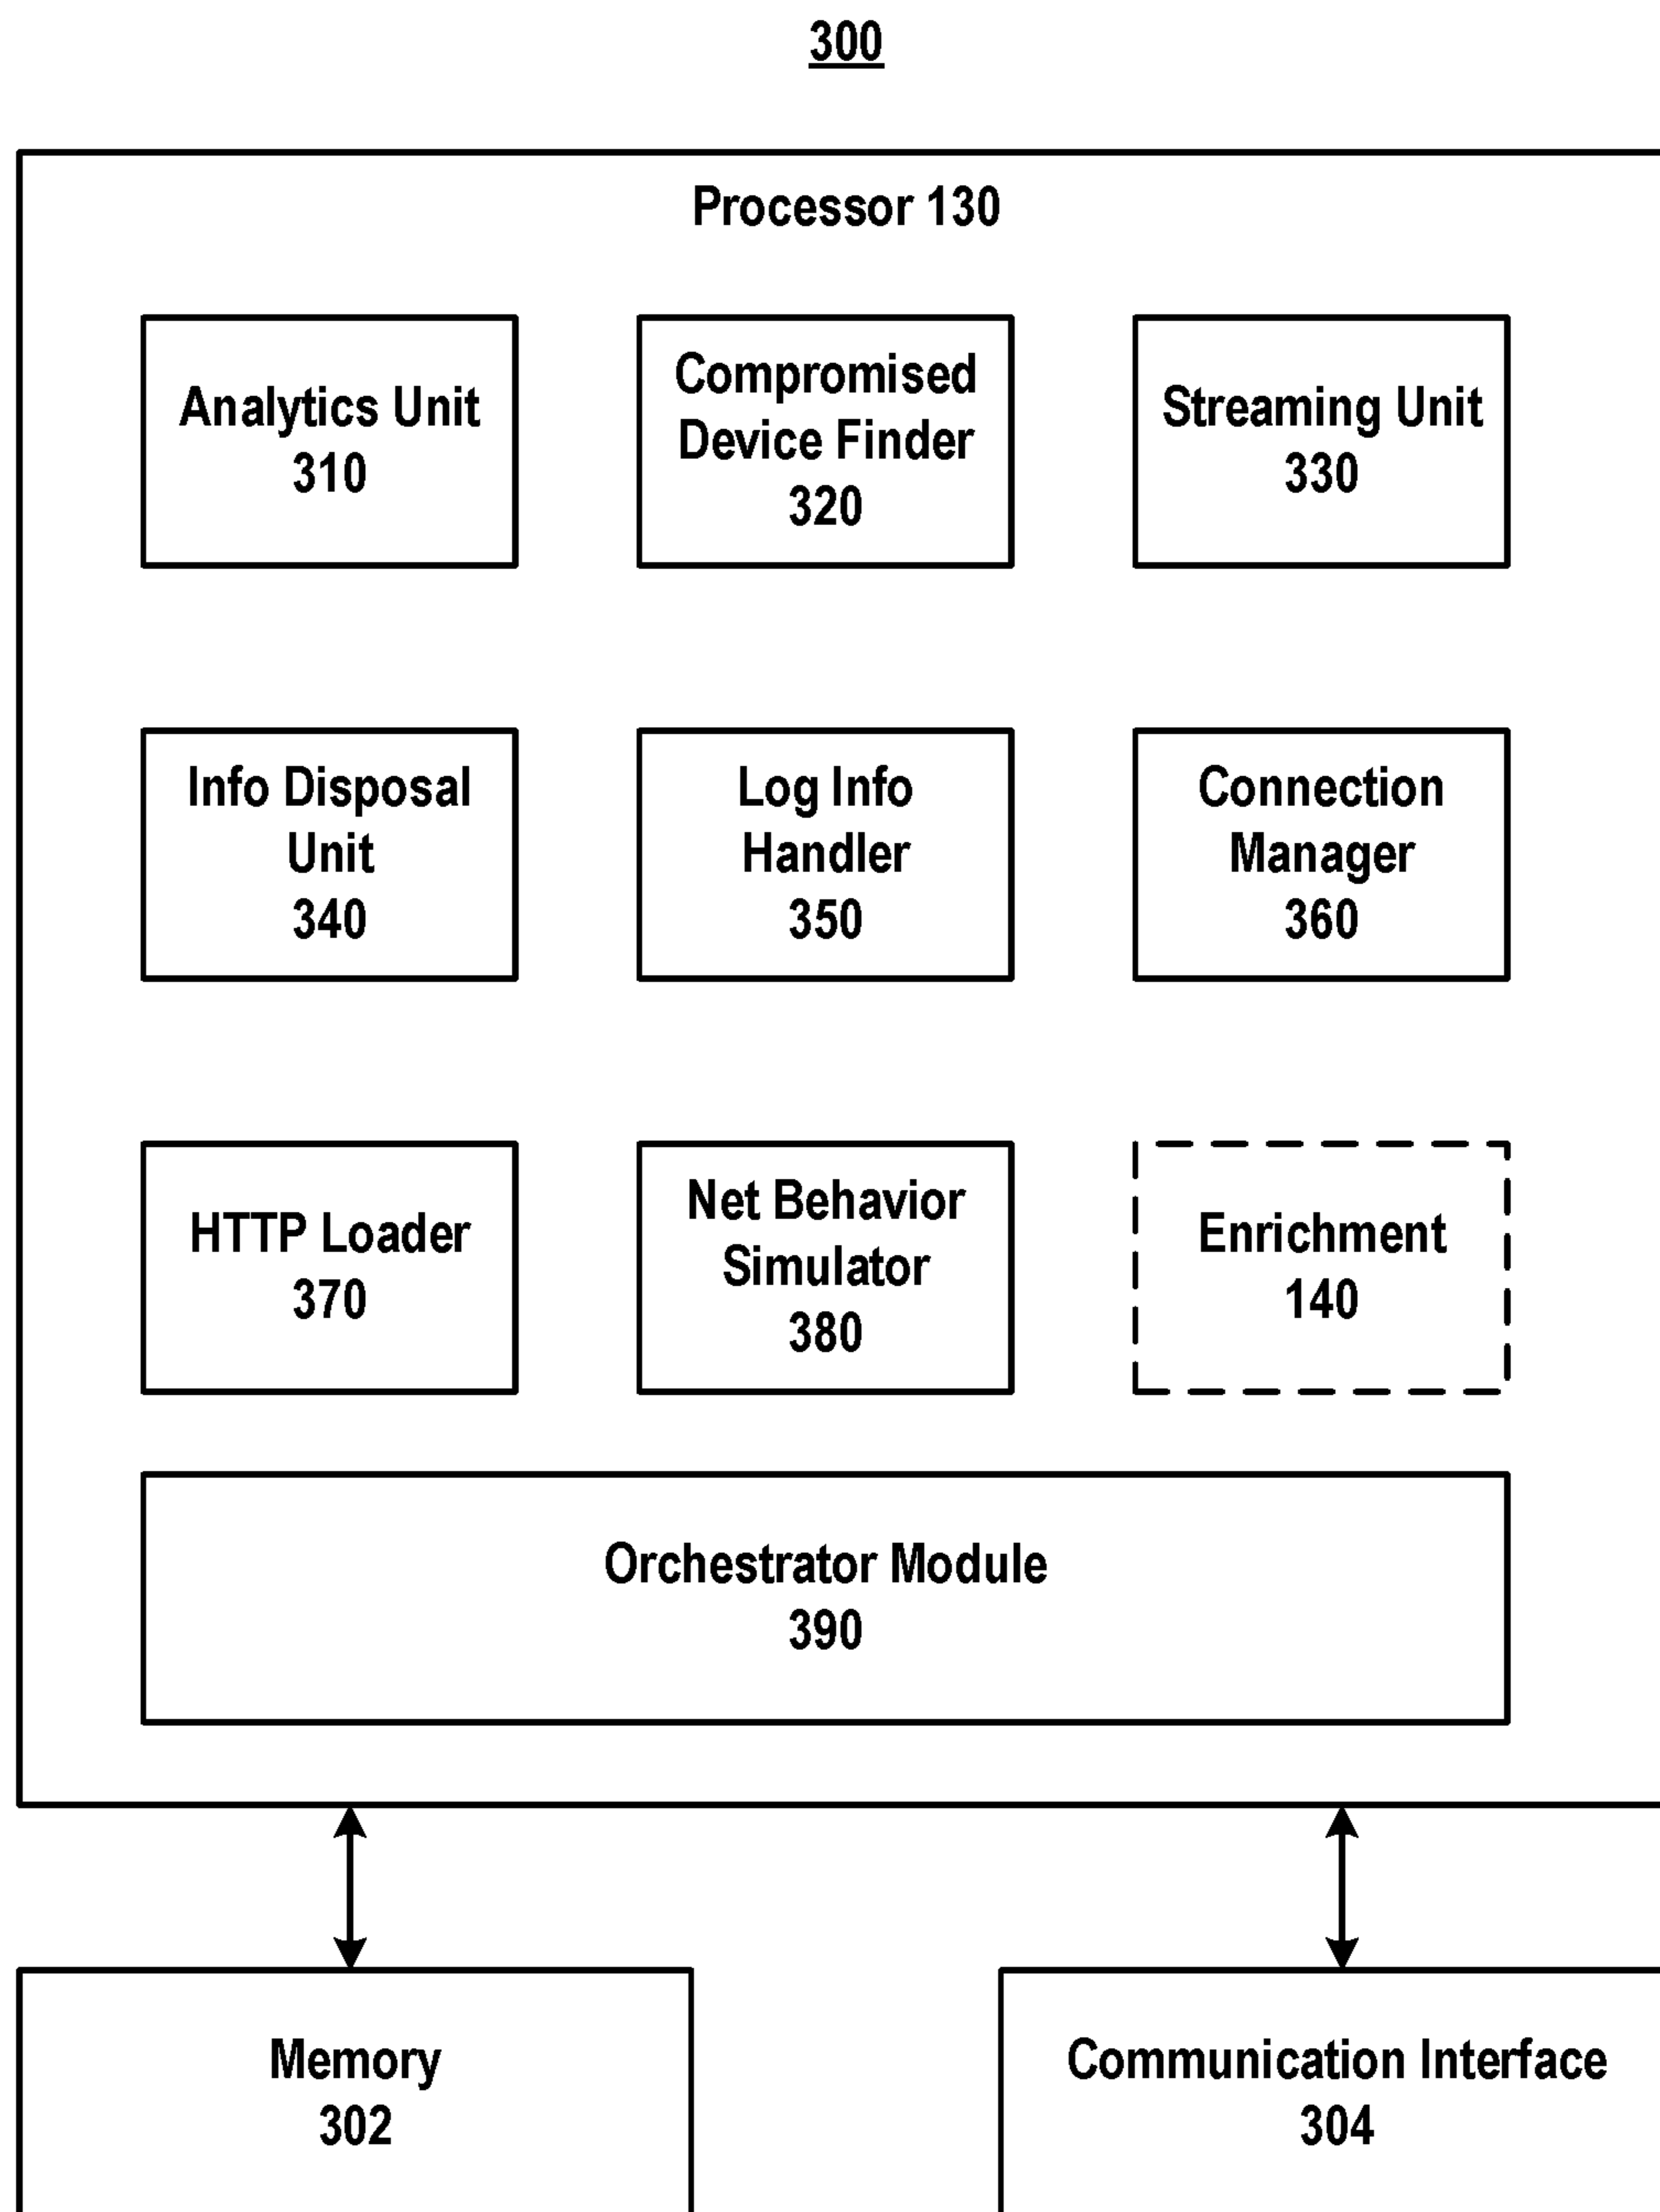 300
Processor 130
Analytics Unit
310
Compromised
Device Finder
320
Streaming Unit
330
Info Disposal
Unit
340
Log Info
Handler
350
Connection
Manager
360
HTTP Loader
370
Net Behavior
Simulator
380
Enrichment
140
Orchestrator Module
390
Memory
302
Communication Interface
304